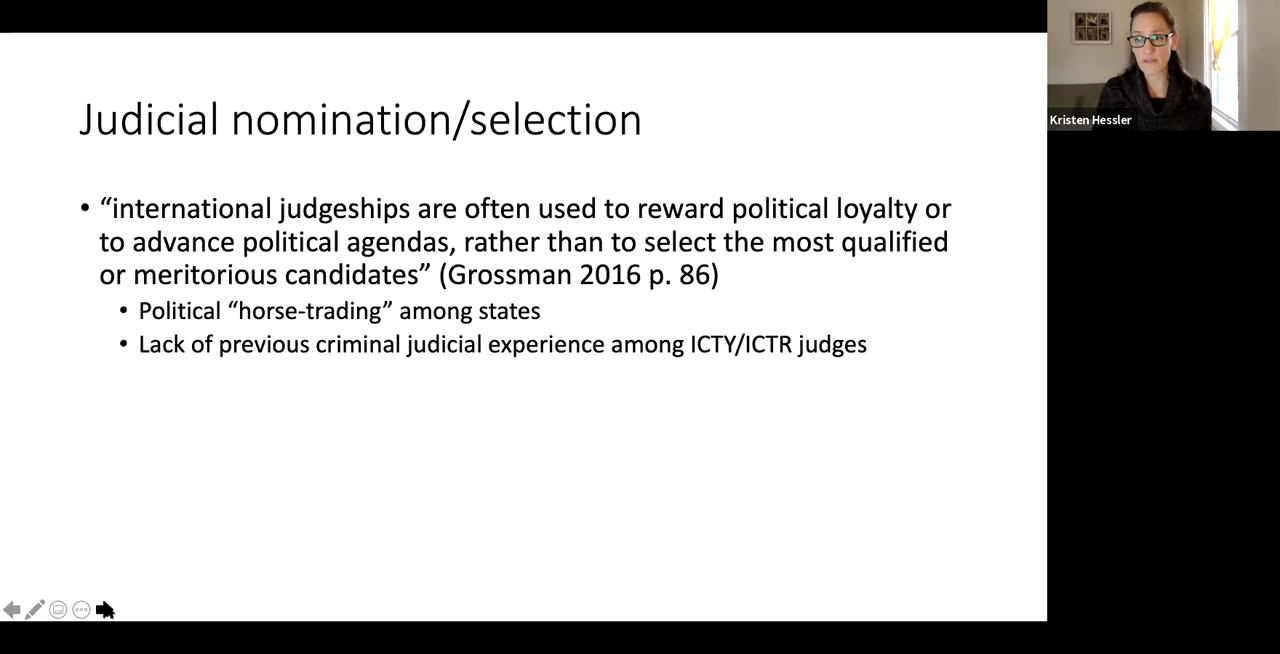 Judicial nomination/selection
• “international judgeships are often used to reward political loyalty or
to advance political agendas, rather than to select the most qualified
or meritorious candidates” (Grossman 2016 p. 86)
• Political “horse-trading” among states
• Lack of previous criminal judicial experience among ICTY/ICTR judges
Kristen Hessler